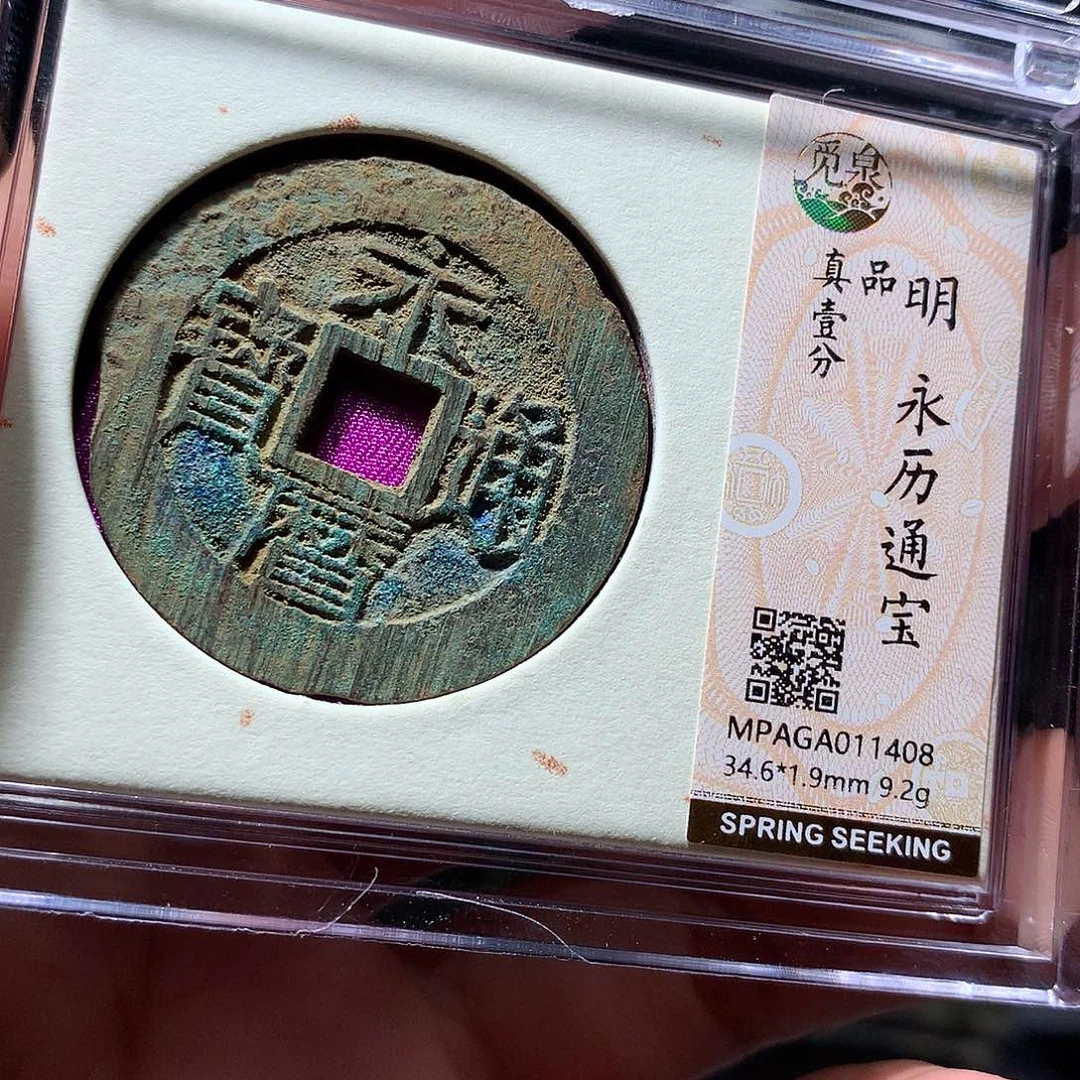 永曆通寶
觅泉
明 永历通宝
真品
壹分
MPAGA011408
34.6*1.9mm 9.2g
SPRING SEEKING